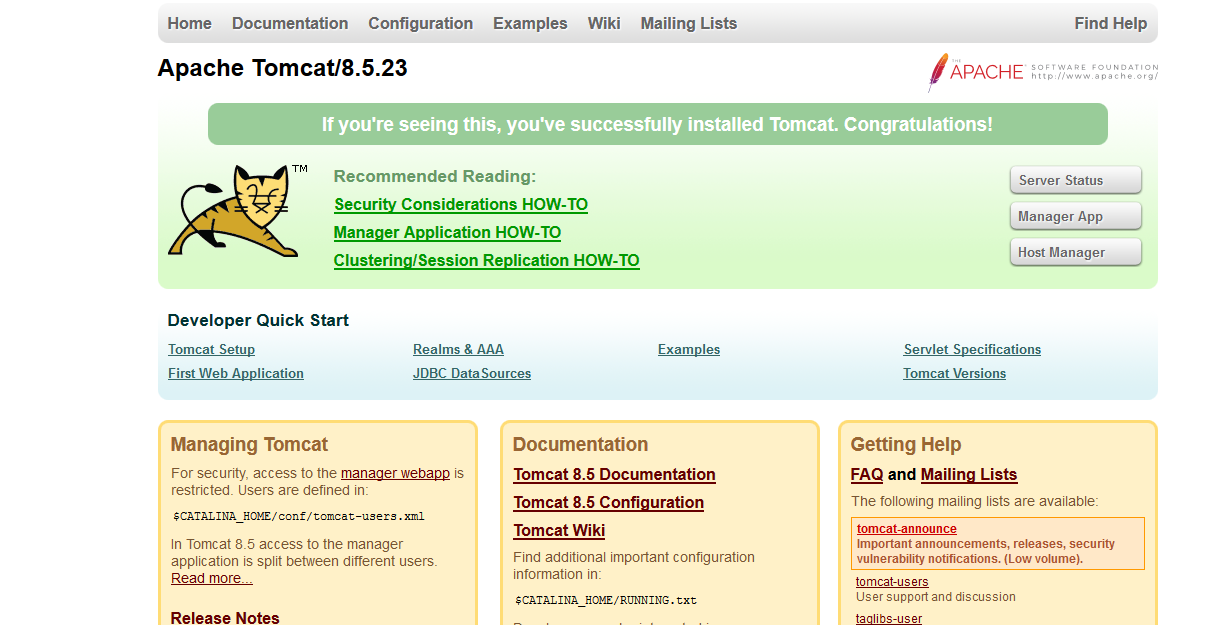 Home Documentation Configuration Examples Wiki Mailing Lists Find Help
Apache Tomcat/8.5.23
THE
APACHE
SOFTWARE FOUNDATION
http://www.apache.org/
If you're seeing this, you've successfully installed Tomcat. Congratulations!
TM
Recommended Reading:
Security Considerations HOW-TO
Manager Application HOW-TO
Clustering/Session Replication HOW-TO
Server Status
Manager App
Host Manager
Developer Quick Start
Tomcat Setup
First Web Application
Realms & AAA
JDBC DataSources
Examples
Servlet Specifications
Tomcat Versions
Managing Tomcat
For security, access to the manager webapp is
restricted. Users are defined in:
$CATALINA_HOME/conf/tomcat-users.xml
In Tomcat 8.5 access to the manager
application is split between different users.
Read more...
Release Notes
Documentation
Tomcat 8.5 Documentation
Tomcat 8.5 Configuration
Tomcat Wiki
Find additional important configuration
information in:
$CATALINA_HOME/RUNNING.txt
Getting Help
FAQ and Mailing Lists
The following mailing lists are available:
tomcat-announce
Important announcements, releases, security
vulnerability notifications. (Low volume).
tomcat-users
User support and discussion
taglibs-user